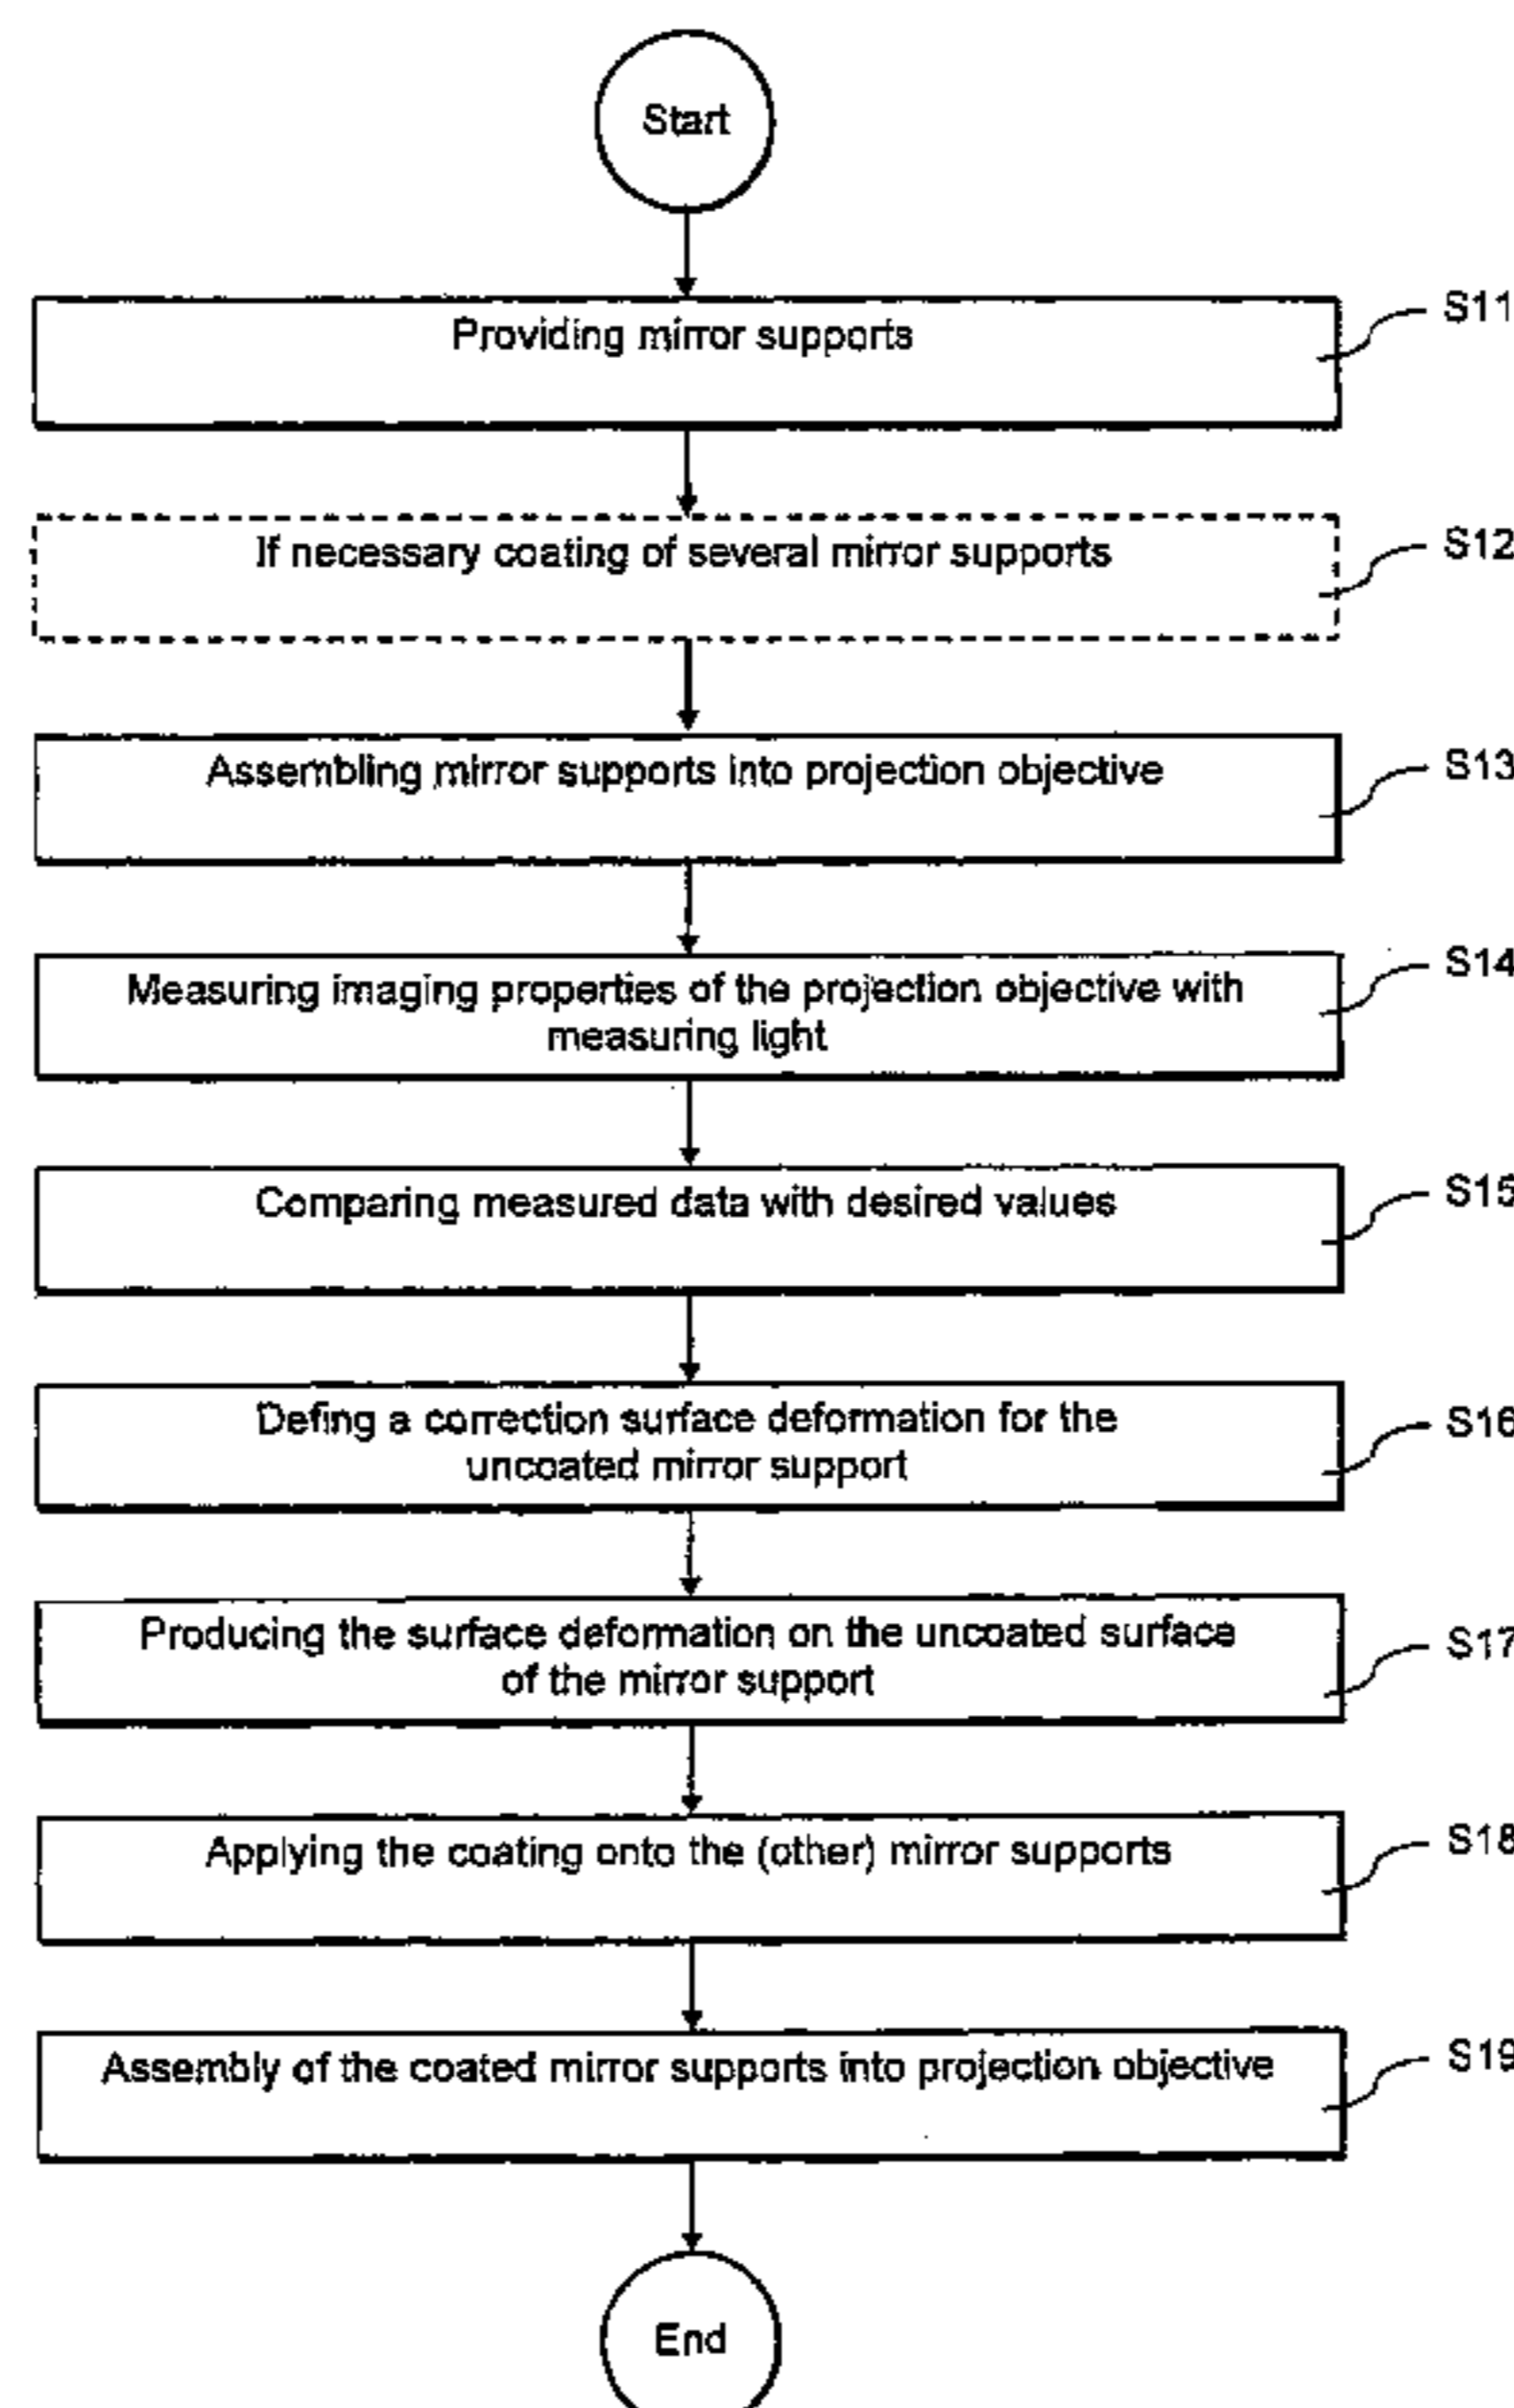 Start
Providing mirror supports
S11
If necessary coating of several mirror supports
S12
Assembling mirror supports into projection objective
S13
Measuring imaging properties of the projection objective with
measuring light
S14
Comparing measured data with desired values
S15
Defing a correction surface deformation for the
uncoated mirror support
S16
Producing the surface deformation on the uncoated surface
of the mirror support
S17
Applying the coating onto the (other) mirror supports
S18
Assembly of the coated mirror supports into projection objective
S19
End